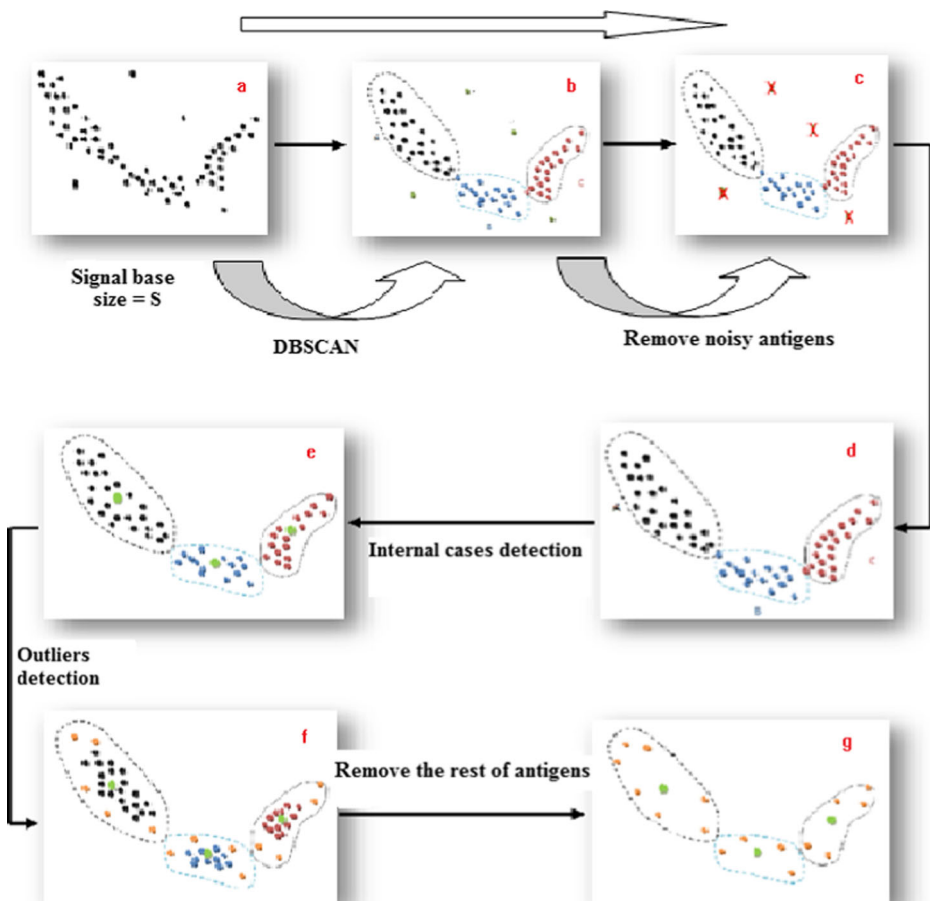 a
b
c
Signal base
size = S
DBSCAN
Remove noisy antigens
e
d
Internal cases detection
Outliers
detection
f
g
Remove the rest of antigens